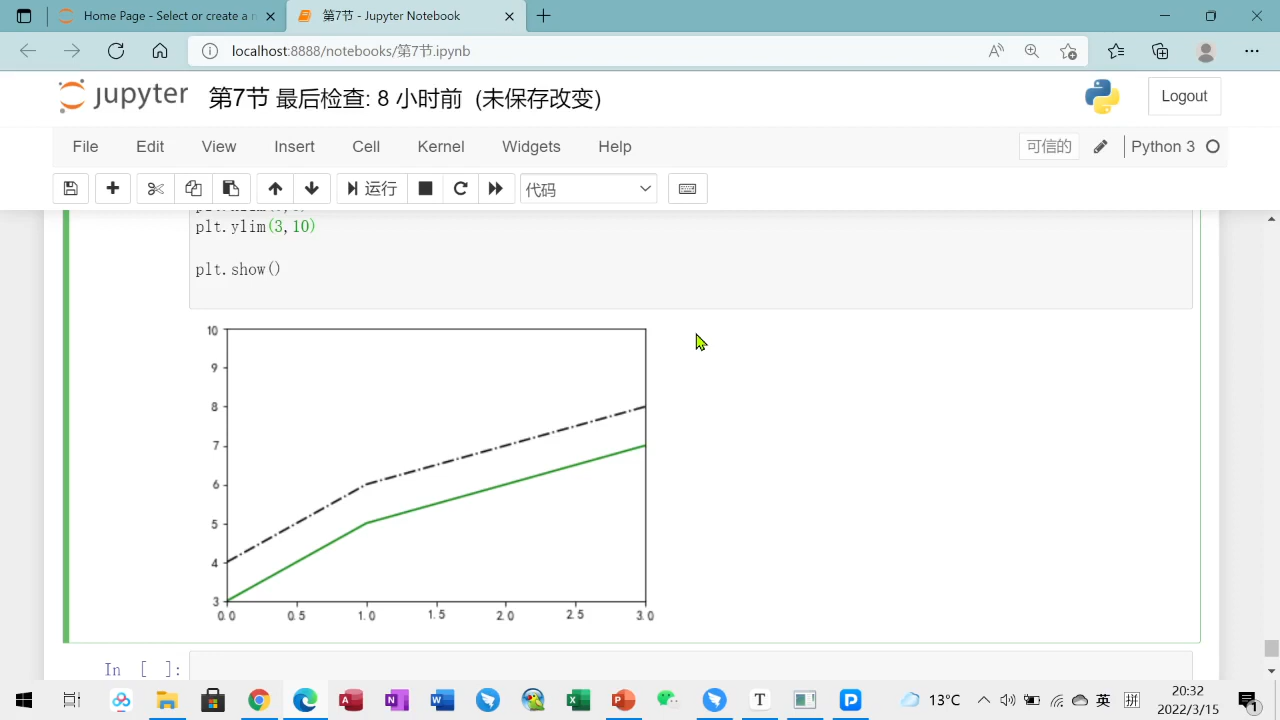 Home Page - Select or create a n
第7节 - Jupyter Notebook
localhost:8888/notebooks/第7节.ipynb
jupyter 第7节 最后检查: 8 小时前 (未保存改变)
Logout
File Edit View Insert Cell Kernel Widgets Help 可信的 Python 3
运行 代码
plt.ylim(3,10)
plt.show()
10
9
8
7
6
5
4
3
0.0 0.5 1.0 1.5 2.0 2.5 3.0
In [ ]:
13°C 英 拼 20:32
2022/3/15 1